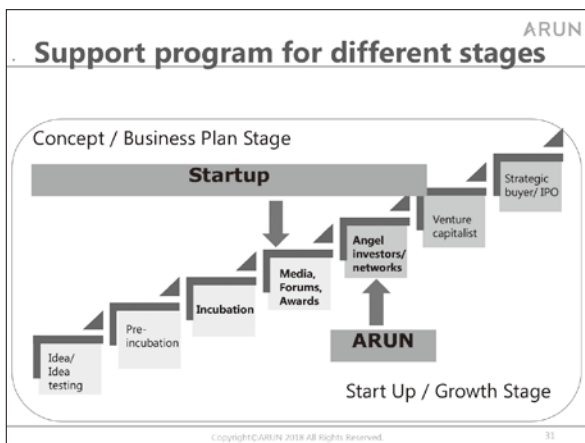 ARUN
. Support program for different stages
Concept / Business Plan Stage
Startup
Strategic
buyer/ IPO
Venture
capitalist
Angel
investors/
networks
Media,
Forums,
Awards
Incubation
Pre-
incubation
Idea/
Idea
testing
ARUN
Start Up / Growth Stage
Copyright©ARUN 2018 All Rights Reserved.
31